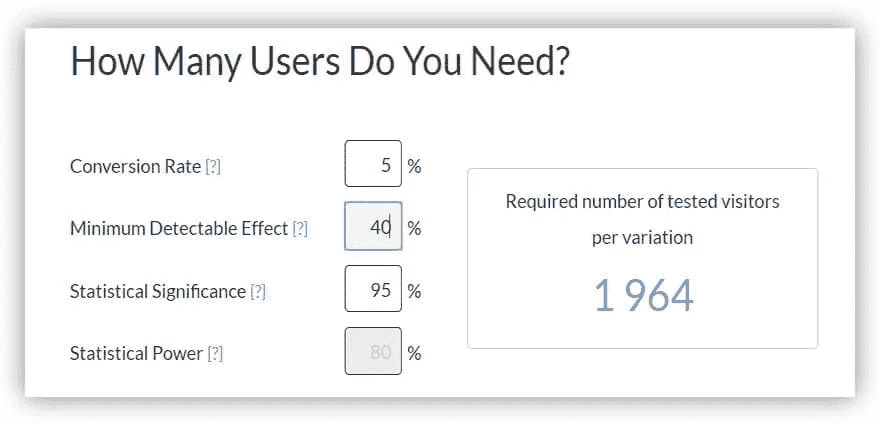 How Many Users Do You Need?
Conversion Rate [?] 5 %
Minimum Detectable Effect [?] 40 %
Statistical Significance [?] 95 %
Statistical Power [?] 80 %
Required number of tested visitors
per variation
1 964